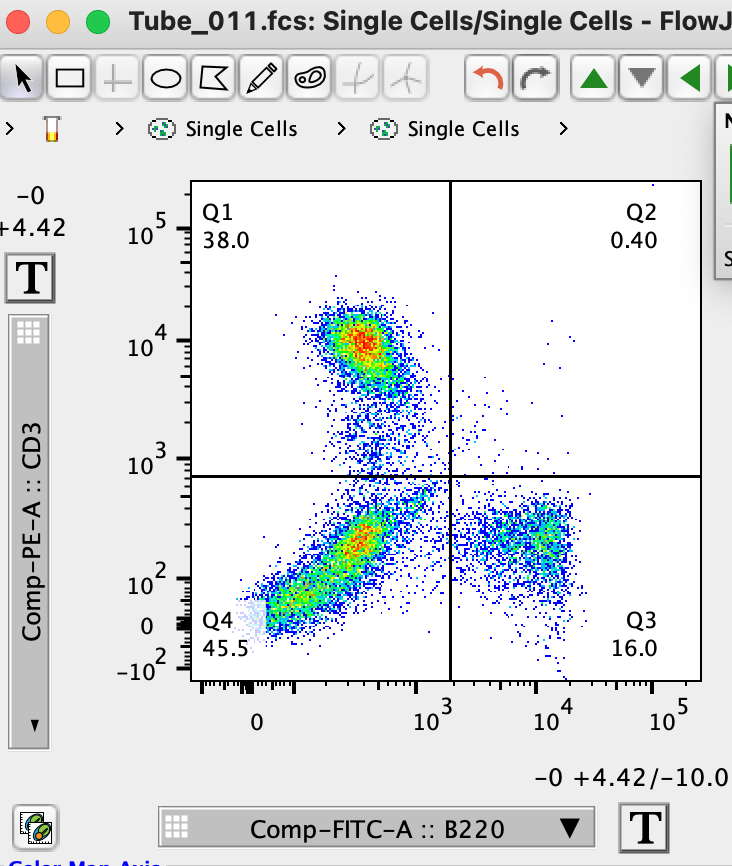 Tube_011.fcs: Single Cells/Single Cells - FlowJ
Single Cells
Single Cells
-0
+4.42
T
Q1
38.0
Q2
0.40
10^5
10^4
10^3
10^2
0
-10^2
Comp-PE-A :: CD3
Q4
45.5
Q3
16.0
0
10^3
10^4
10^5
-0 +4.42/-10.0
Comp-FITC-A :: B220
T